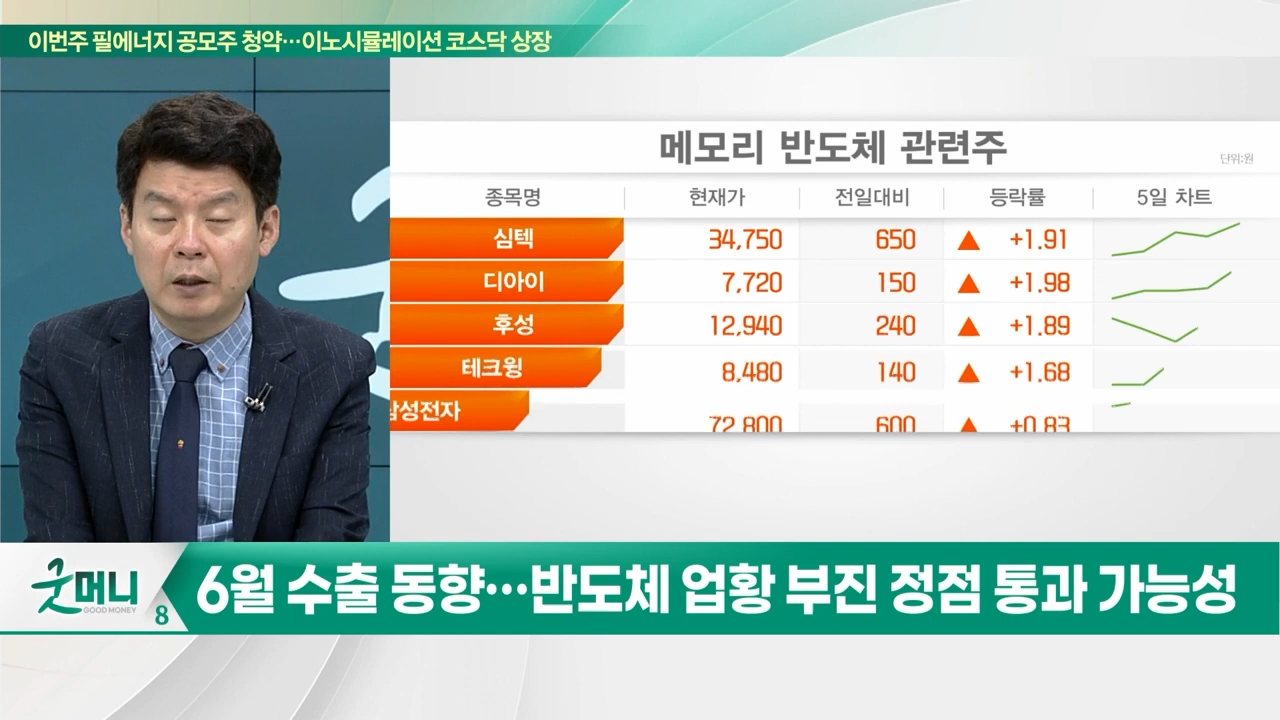 이번주 필에너지 공모주 청약…이노시뮬레이션 코스닥 상장
메모리 반도체 관련주
단위:원
종목명 현재가 전일대비 등락률 5일 차트
심텍 34,750 650 ▲ +1.91
디아이 7,720 150 ▲ +1.98
후성 12,940 240 ▲ +1.89
테크윙 8,480 140 ▲ +1.68
삼성전자 72,800 600 ▲ +0.83
굿머니
GOOD MONEY
8
6월 수출 동향…반도체 업황 부진 정점 통과 가능성